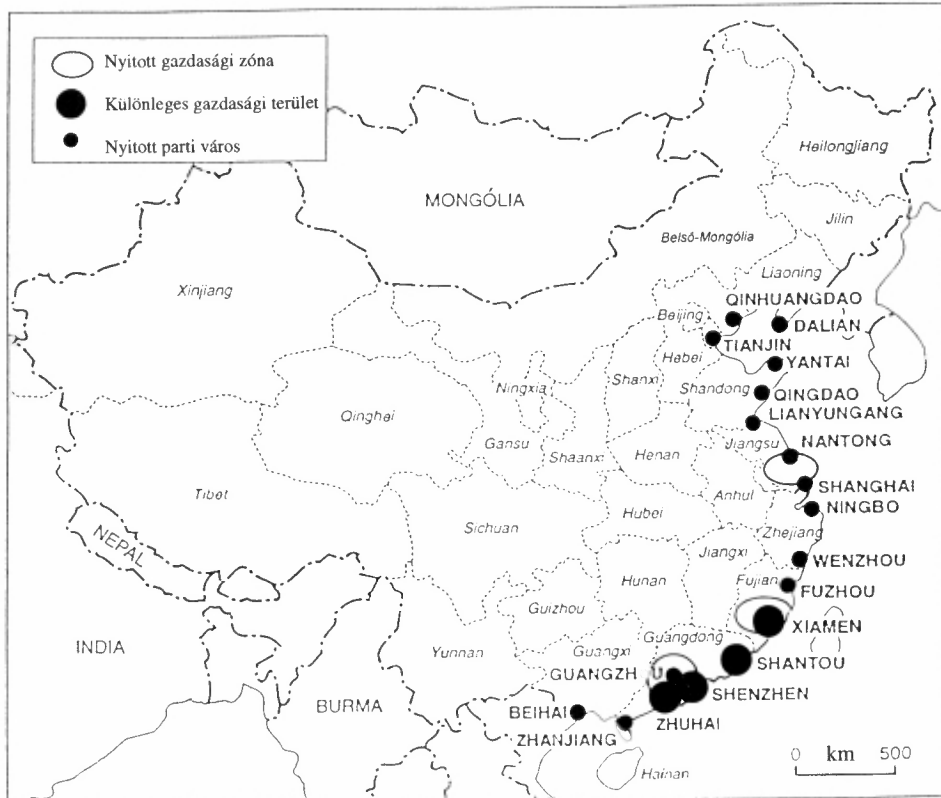 Nyitott gazdasági zóna
Különleges gazdasági terület
Nyitott parti város
Heilongjiang
MONGÓLIA
Jilin
Belső-Mongólia
Liaoning
Xinjiang
QINHUANGDAO
Beijing
DALIAN
TIANJIN
Hebei
YANTAI
Ningxia
Shanxi
Shandong
QINGDAO
Qinghai
LIANYUNGANG
Gansu
Jiangsu
NANTONG
Shaanxi
Henan
SHANGHAI
Tibet
Anhui
NINGBO
Sichuan
Hubei
Zhejiang
NEPAL
Jiangxi
WENZHOU
Hunan
Fujian
FUZHOU
Guizhou
XIAMEN
INDIA
Yunnan
Guangxi
Guangdong
SHANTOU
GUANGZH U
SHENZHEN
BURMA
BEIHAI
ZHUHAI
ZHANJIANG
0 km 500
Hainan